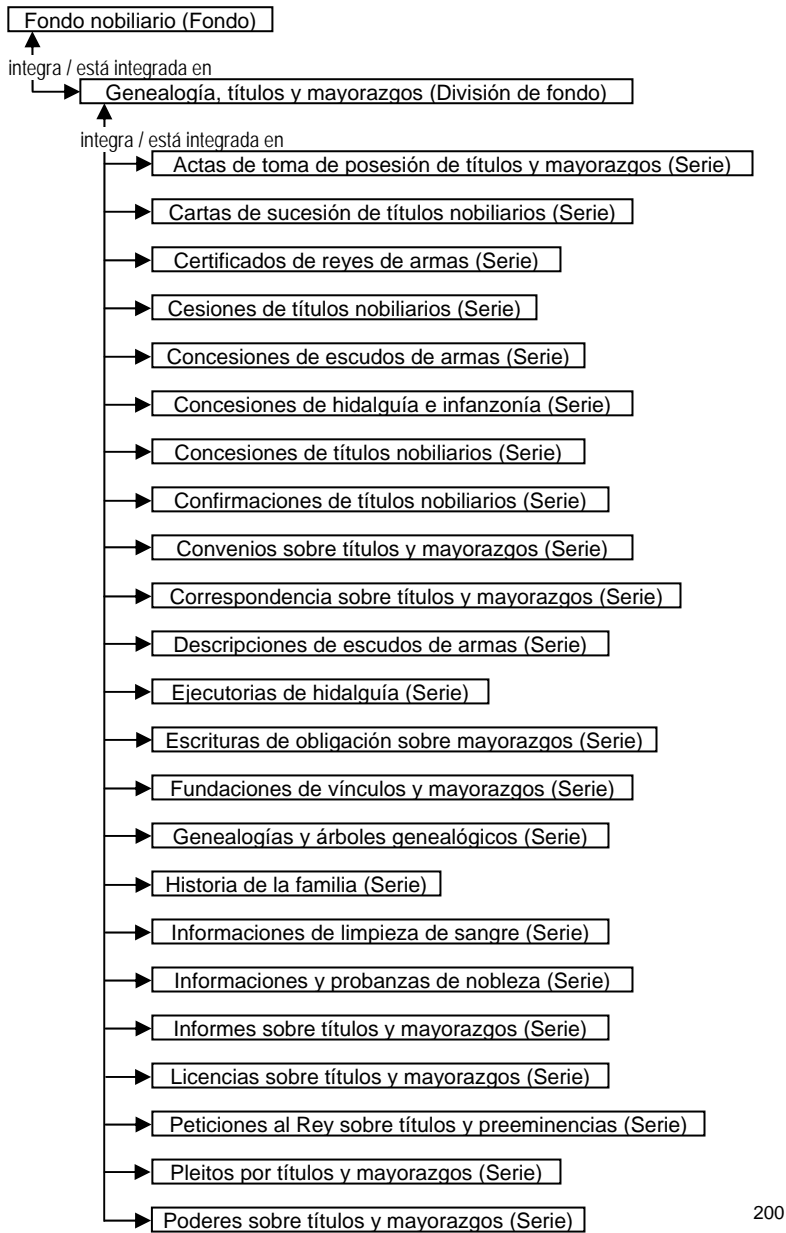 Fondo nobiliario (Fondo)
integra / está integrada en
Genealogía, títulos y mayorazgos (División de fondo)
integra / está integrada en
Actas de toma de posesión de títulos y mayorazgos (Serie)
Cartas de sucesión de títulos nobiliarios (Serie)
Certificados de reyes de armas (Serie)
Cesiones de títulos nobiliarios (Serie)
Concesiones de escudos de armas (Serie)
Concesiones de hidalguía e infanzonía (Serie)
Concesiones de títulos nobiliarios (Serie)
Confirmaciones de títulos nobiliarios (Serie)
Convenios sobre títulos y mayorazgos (Serie)
Correspondencia sobre títulos y mayorazgos (Serie)
Descripciones de escudos de armas (Serie)
Ejecutorias de hidalguía (Serie)
Escrituras de obligación sobre mayorazgos (Serie)
Fundaciones de vínculos y mayorazgos (Serie)
Genealogías y árboles genealógicos (Serie)
Historia de la familia (Serie)
Informaciones de limpieza de sangre (Serie)
Informaciones y probanzas de nobleza (Serie)
Informes sobre títulos y mayorazgos (Serie)
Licencias sobre títulos y mayorazgos (Serie)
Peticiones al Rey sobre títulos y preeminencias (Serie)
Pleitos por títulos y mayorazgos (Serie)
Poderes sobre títulos y mayorazgos (Serie)
200